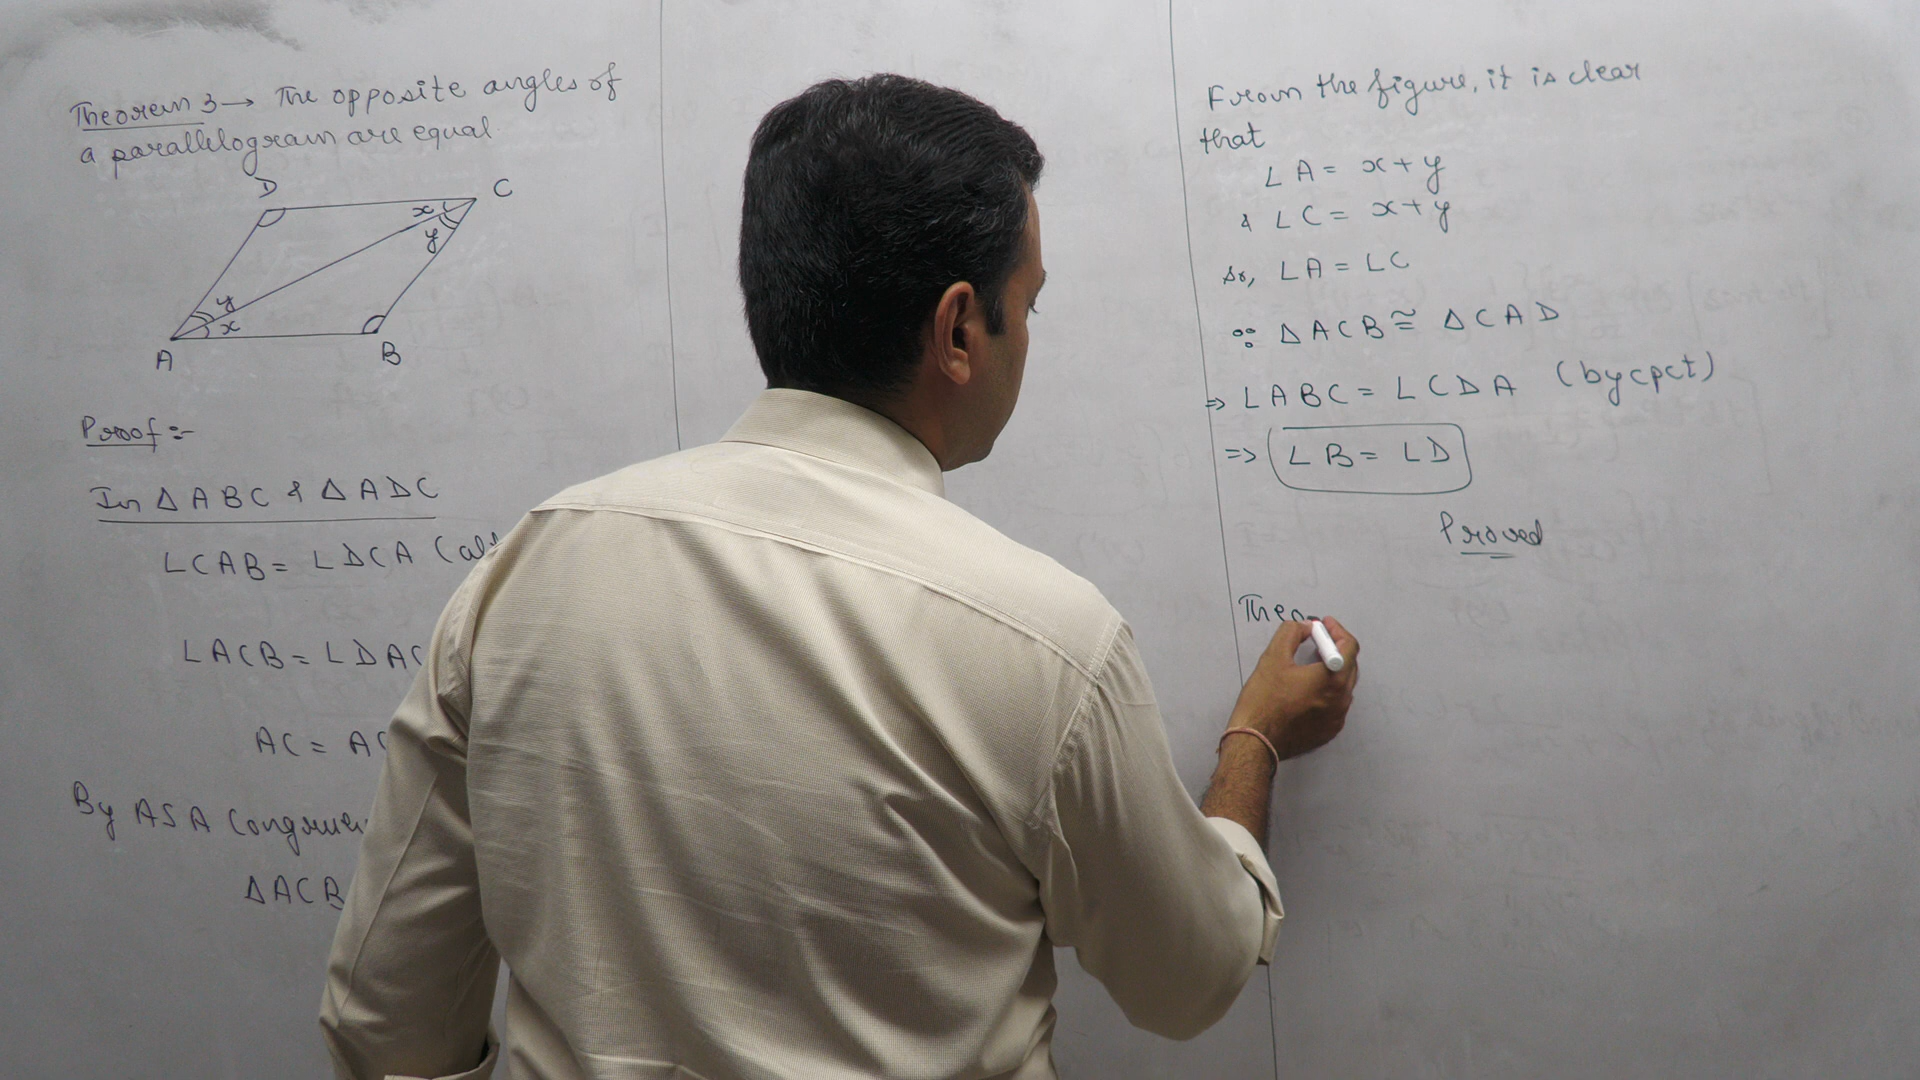 Theorem 3→ The opposite angles of
a parallelogram are equal
D
C
x
y
y
x
A
B
Proof :-
In △ ABC & △ ADC
∠CAB = ∠DCA (alt
∠ACB = ∠DAC
AC = AC
By ASA Congruen
△ACB
From the figure, it is clear
that
∠A = x + y
& ∠C = x + y
So, ∠A = ∠C
∵ △ACB ≅ △CAD
⇒ ∠ABC = ∠CDA (by cpct)
⇒ ∠B = ∠D
Proved
Theo